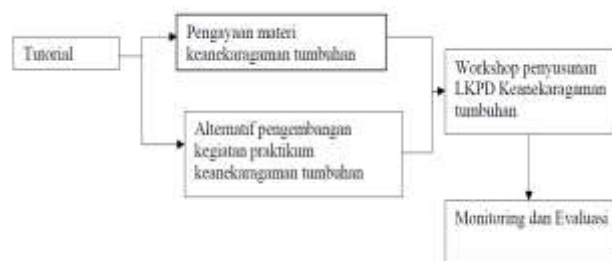 Tutorial
Pengayaan materi
keanekaragaman tumbuhan
Alternatif pengembangan
kegiatan praktikum
keanekaragaman tumbuhan
Workshop penyusunan
LKPD Keanekaragaman
tumbuhan
Monitoring dan Evaluasi